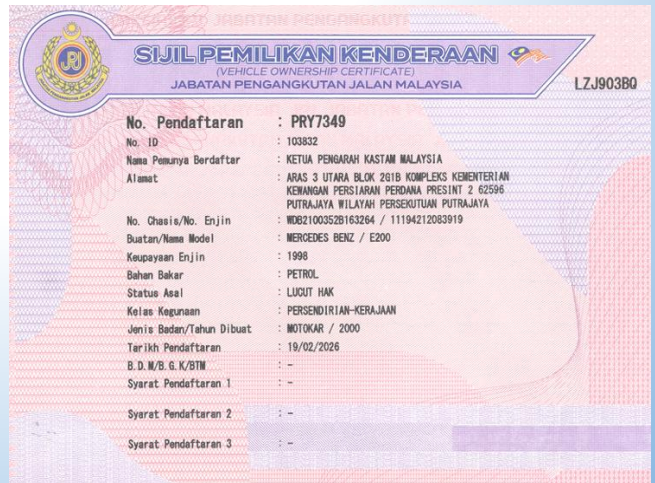 JABATAN PENGANGKUTAN
SIJIL PEMILIKAN KENDERAAN
(VEHICLE OWNERSHIP CERTIFICATE)
JABATAN PENGANGKUTAN JALAN MALAYSIA
LZJ903BQ
No. Pendaftaran : PRY7349
No. ID : 103832
Nama Pemunya Berdaftar : KETUA PENGARAH KASTAM MALAYSIA
Alamat : ARAS 3 UTARA BLOK 2G1B KOMPLEKS KEMENTERIAN
KEWANGAN PERSIARAN PERDANA PRESINT 2 62596
PUTRAJAYA WILAYAH PERSEKUTUAN PUTRAJAYA
No. Chasis/No. Enjin : WDB2100352B163264 / 11194212083919
Buatan/Nama Model : MERCEDES BENZ / E200
Keupayaan Enjin : 1998
Bahan Bakar : PETROL
Status Asal : LUCUT HAK
Kelas Kegunaan : PERSENDIRIAN-KERAJAAN
Jenis Badan/Tahun Dibuat : MOTOKAR / 2000
Tarikh Pendaftaran : 19/02/2026
B.D.M/B.G.K/BTM : -
Syarat Pendaftaran 1 : -
Syarat Pendaftaran 2 : -
Syarat Pendaftaran 3 : -